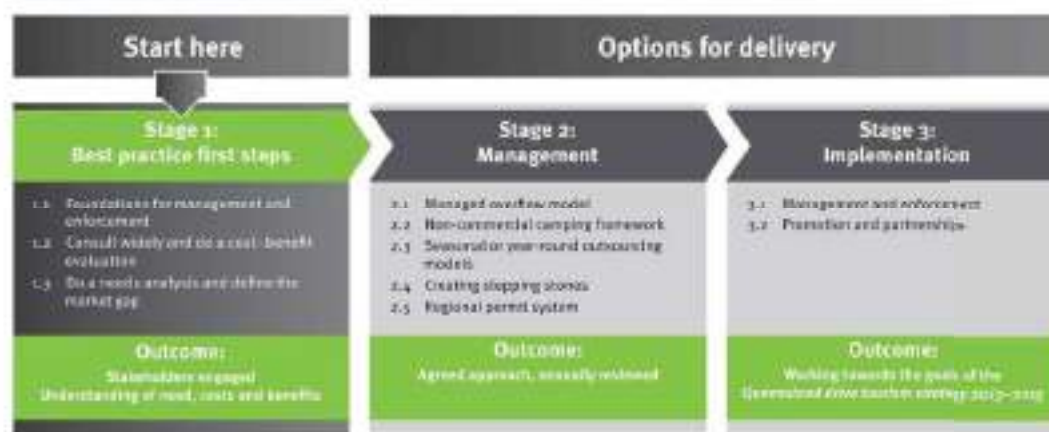 Start here
Options for delivery
Stage 1:
Best practice first steps
1.1 Foundations for management and
enforcement
1.2 Consult widely and do a cost-benefit
evaluation
1.3 Do a needs analysis and define the
market gap
Outcome:
Stakeholders engaged
Understanding of need, costs and benefits
Stage 2:
Management
2.1 Managed overflow model
2.2 Non-commercial camping framework
2.3 Seasonal or year-round outsourcing
models
2.4 Creating stepping stones
2.5 Regional permit system
Outcome:
Agreed approach, annually reviewed
Stage 3:
Implementation
3.1 Management and enforcement
3.2 Promotion and partnerships
Outcome:
Working towards the goals of the
Queensland drive tourism strategy